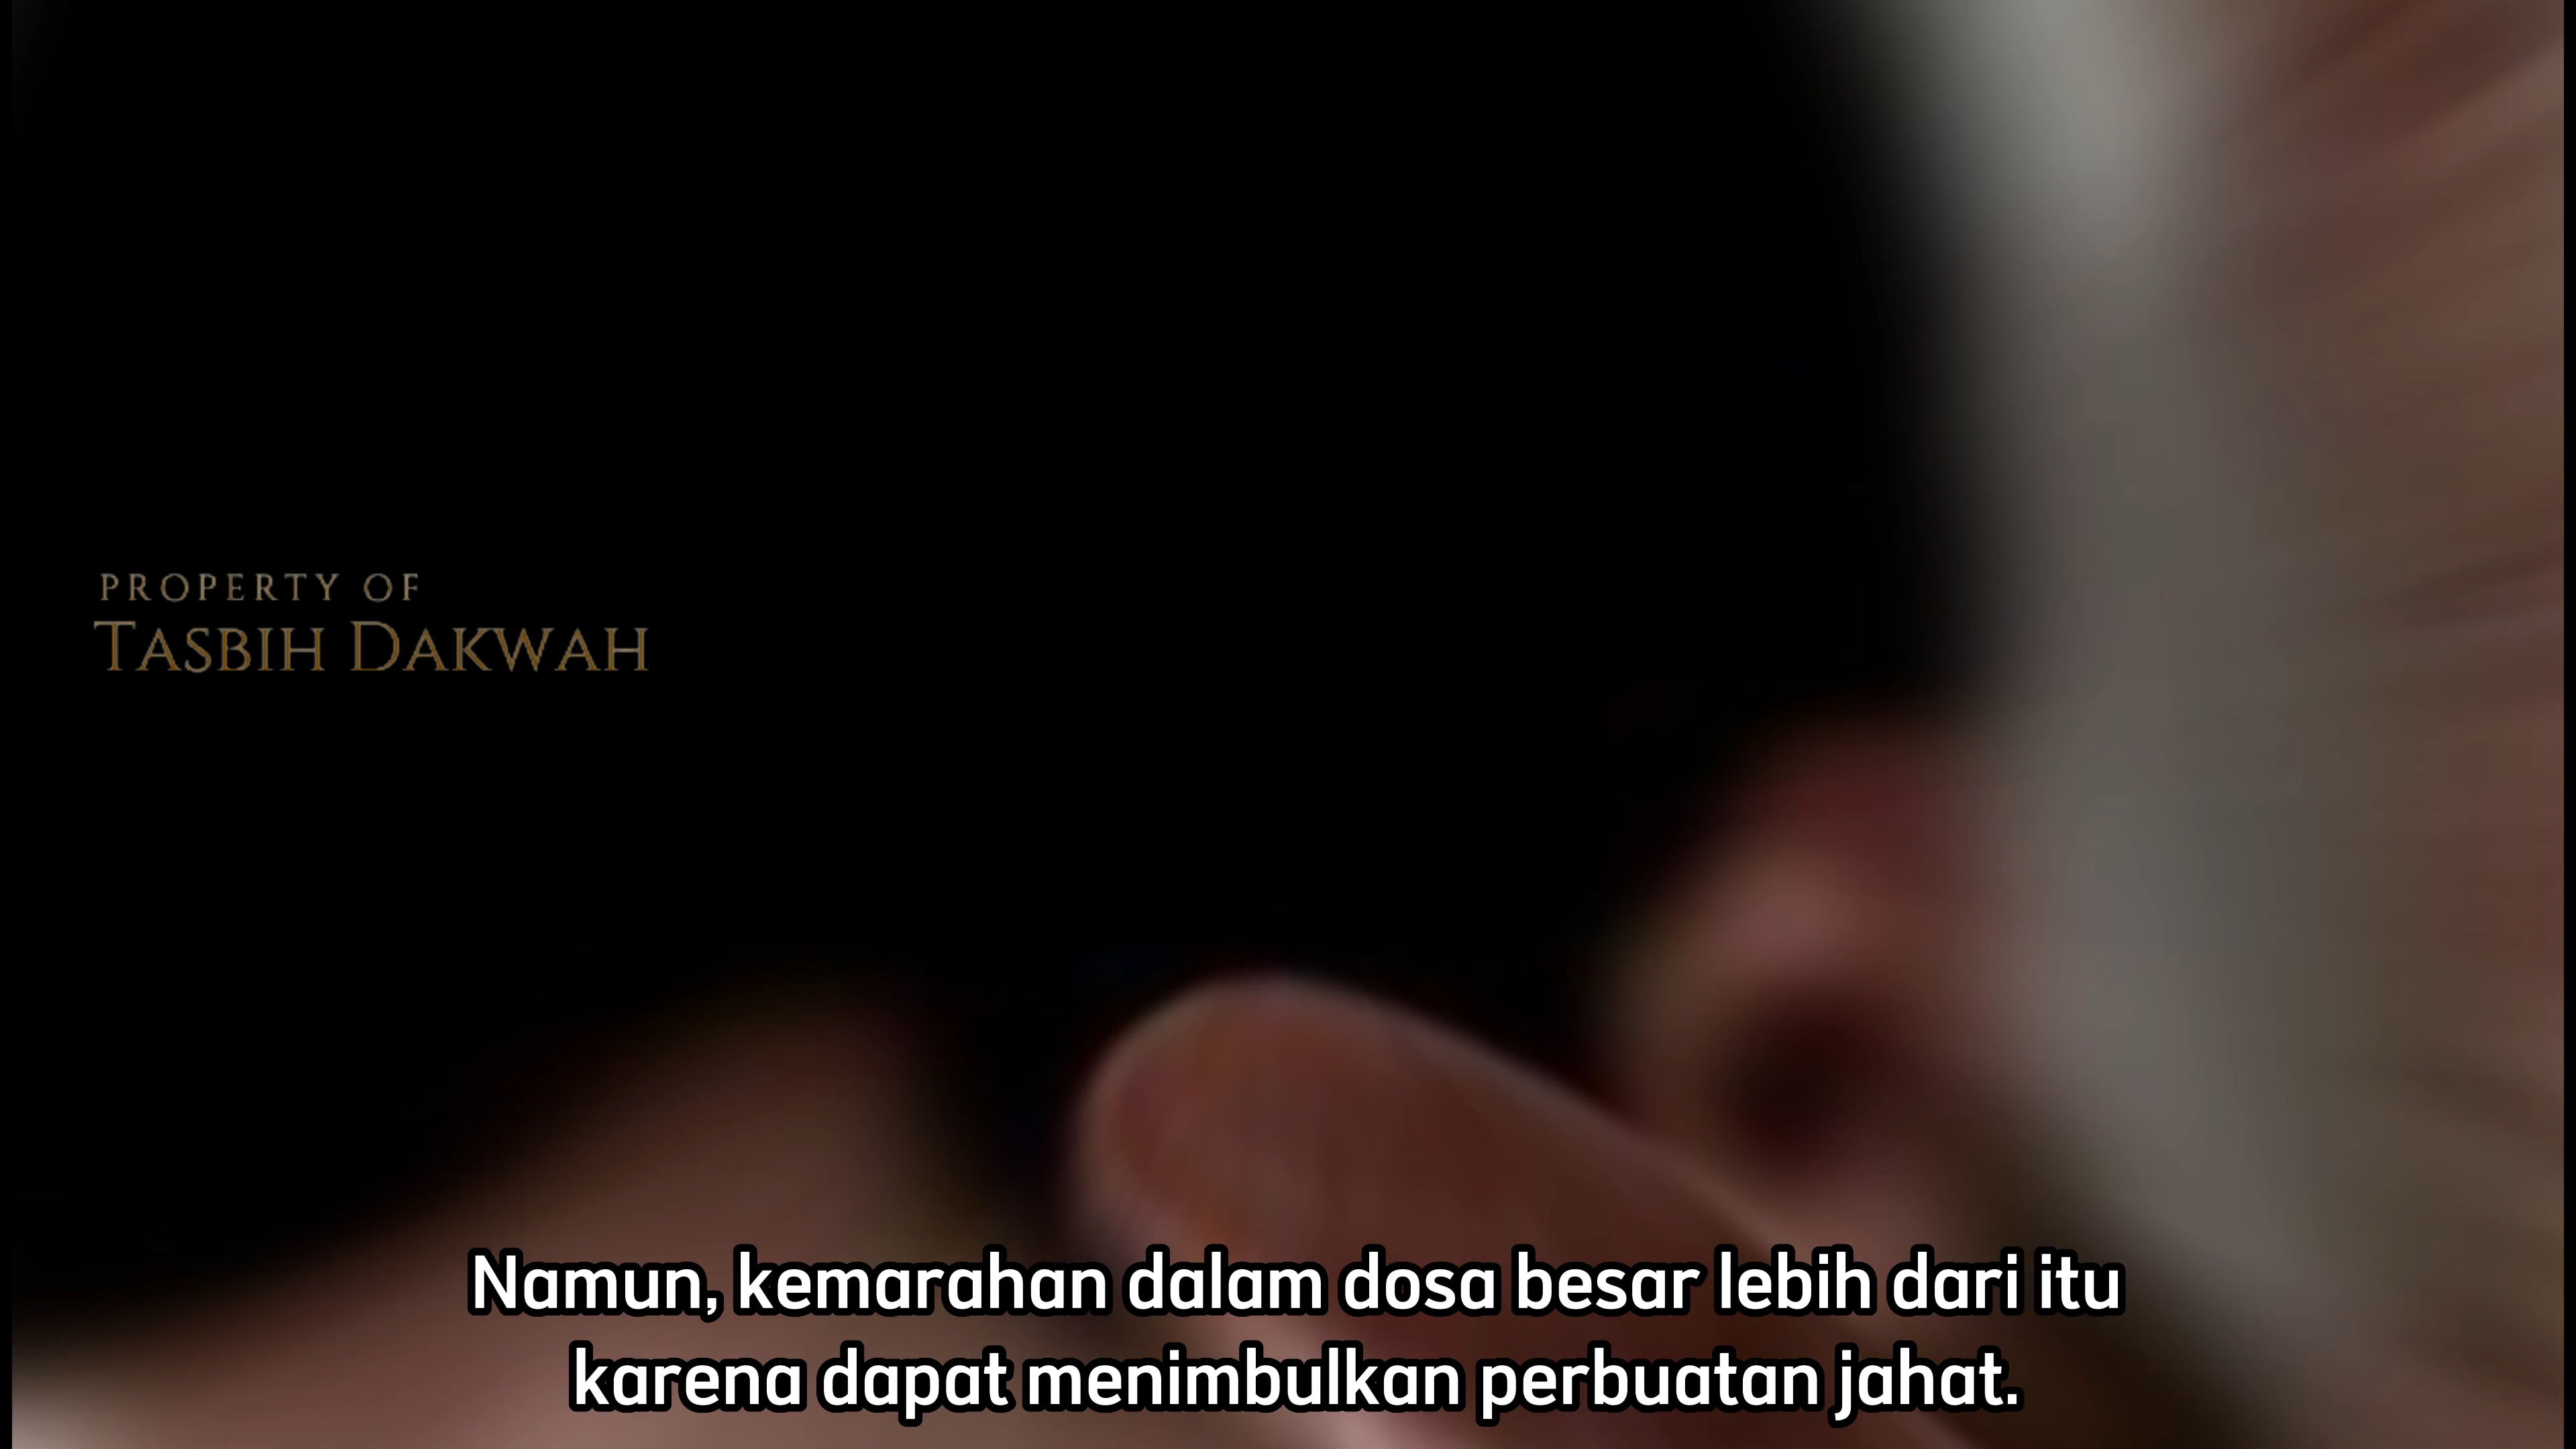 PROPERTY OF
TASBIH DAKWAH
Namun, kemarahan dalam dosa besar lebih dari itu
karena dapat menimbulkan perbuatan jahat.